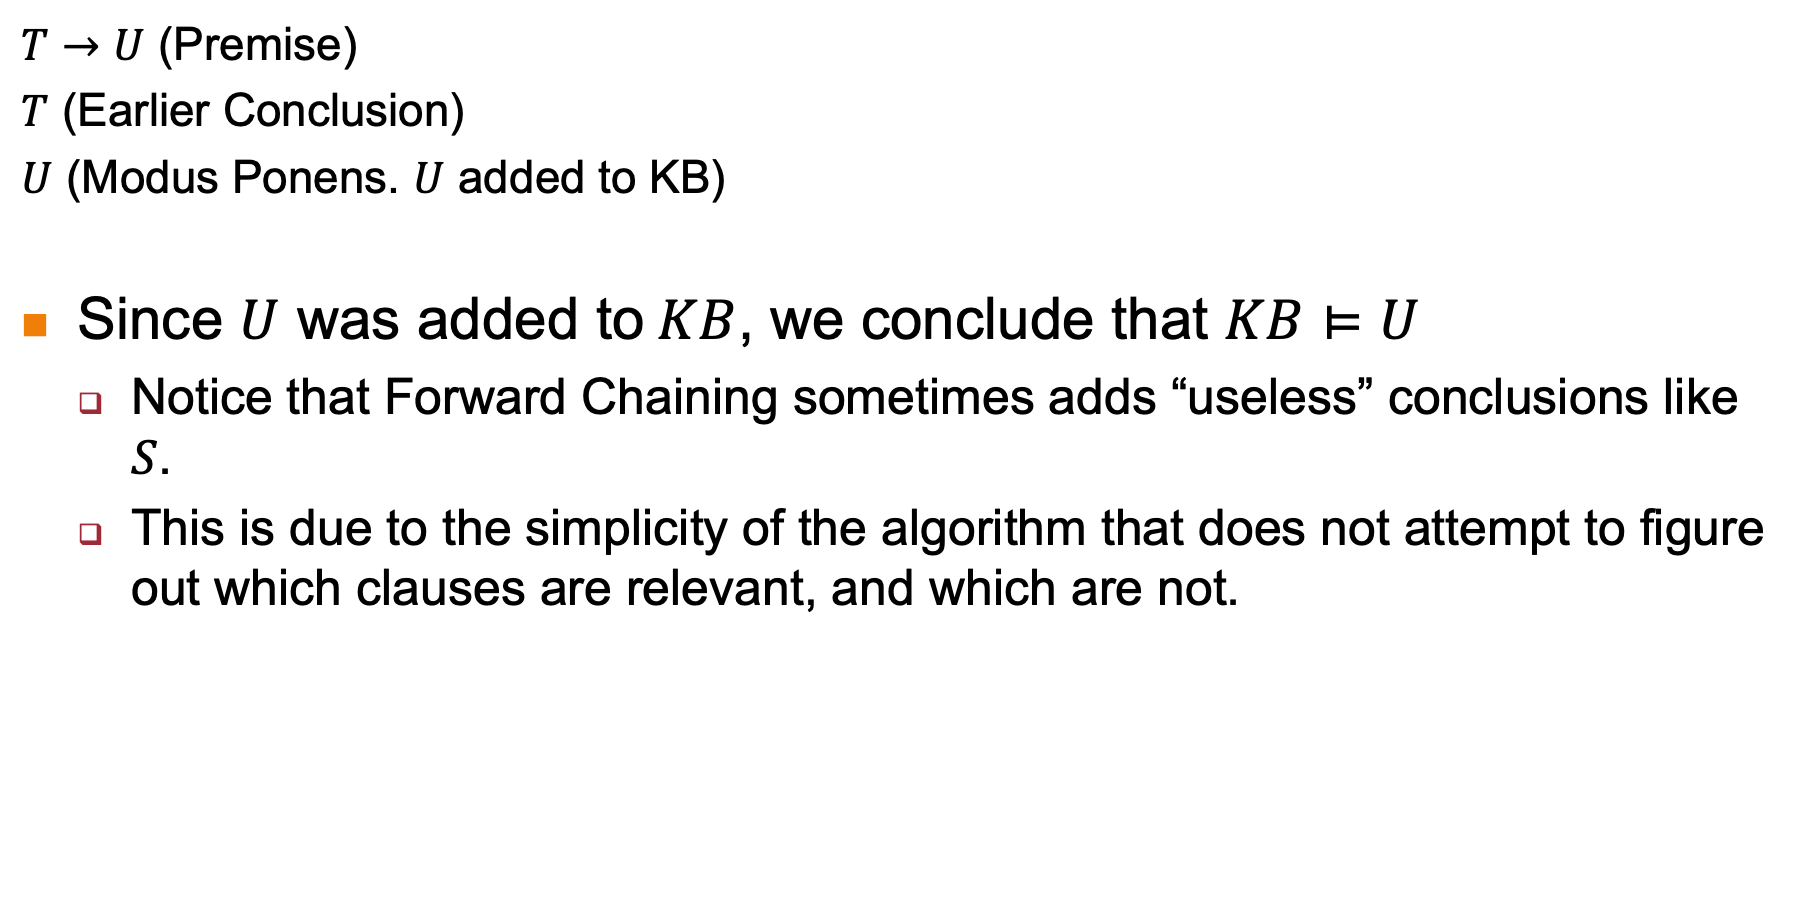 T → U (Premise)
T (Earlier Conclusion)
U (Modus Ponens. U added to KB)
Since U was added to KB, we conclude that KB ⊨ U
Notice that Forward Chaining sometimes adds “useless” conclusions like
S.
This is due to the simplicity of the algorithm that does not attempt to figure
out which clauses are relevant, and which are not.